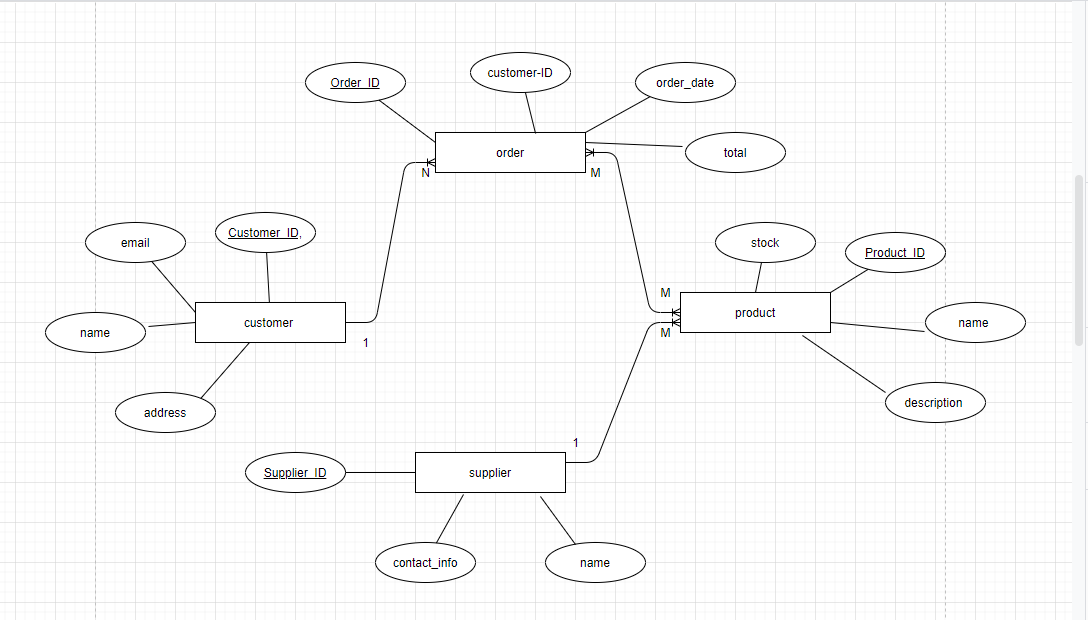 customer-ID
Order_ID
order_date
order
total
N
M
Customer_ID,
email
stock
Product_ID
M
customer
product
name
name
M
1
address
description
1
Supplier_ID
supplier
contact_info
name